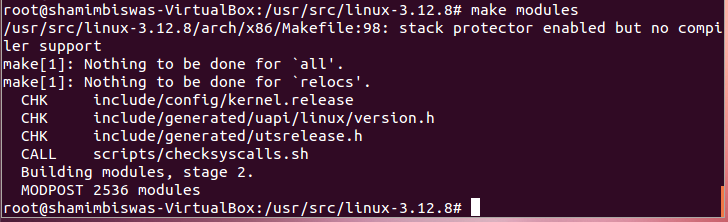 root@shamimbiswas-VirtualBox:/usr/src/linux-3.12.8# make modules
/usr/src/linux-3.12.8/arch/x86/Makefile:98: stack protector enabled but no compi
ler support
make[1]: Nothing to be done for `all'.
make[1]: Nothing to be done for `relocs'.
  CHK     include/config/kernel.release
  CHK     include/generated/uapi/linux/version.h
  CHK     include/generated/utsrelease.h
  CALL    scripts/checksyscalls.sh
  Building modules, stage 2.
  MODPOST 2536 modules
root@shamimbiswas-VirtualBox:/usr/src/linux-3.12.8#